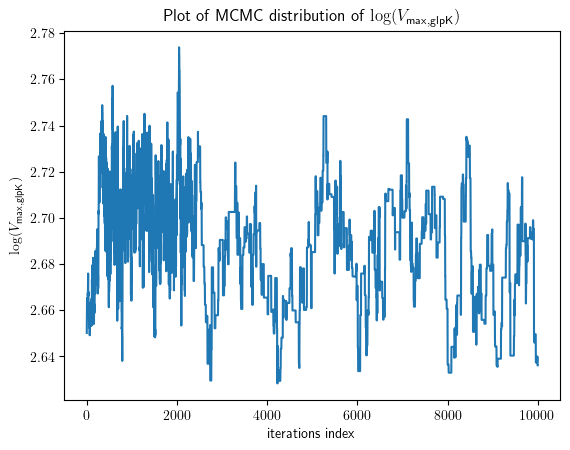 Plot of MCMC distribution of log(V_max,glpK)
log(V_max,glpK)
2.78
2.76
2.74
2.72
2.70
2.68
2.66
2.64
0 2000 4000 6000 8000 10000
iterations index